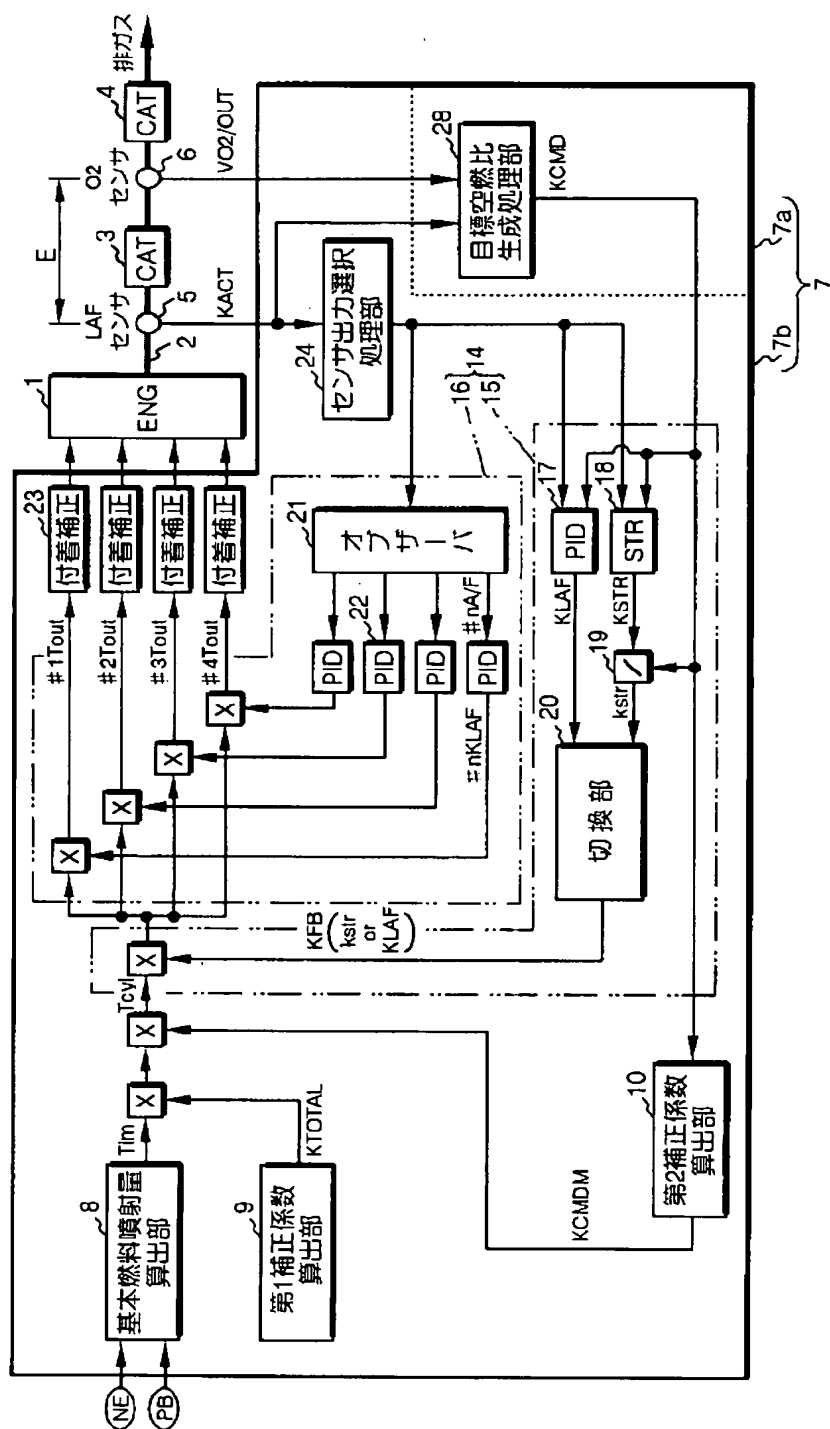 NE
PB
8
基本燃料噴射量
算出部
Tim
X
9
第1補正係数
算出部
KTOTAL
X
Tcyl
X
KCMDM
10
第2補正係数
算出部
KFB
kstr
or
KLAF
X
X
X
X
#1Tout
#2Tout
#3Tout
#4Tout
23
付着補正
付着補正
付着補正
付着補正
1
ENG
2
LAF
センサ
5
E
3
CAT
O2
センサ
6
4
CAT
排ガス
KACT
VO2/OUT
24
センサ出力選択
処理部
28
目標空燃比
生成処理部
KCMD
16
15
14
21
オブザーバ
PID
22
PID
PID
PID
#nA/F
#nKLAF
17
PID
18
STR
KLAF
KSTR
19
kstr
20
切換部
7a
7b
7